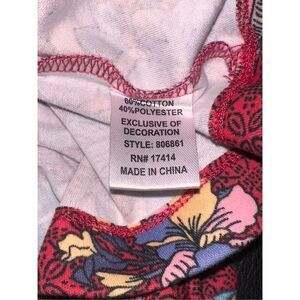 60%COTTON
40%POLYESTER
EXCLUSIVE OF
DECORATION
STYLE: 806861
RN# 17414
MADE IN CHINA